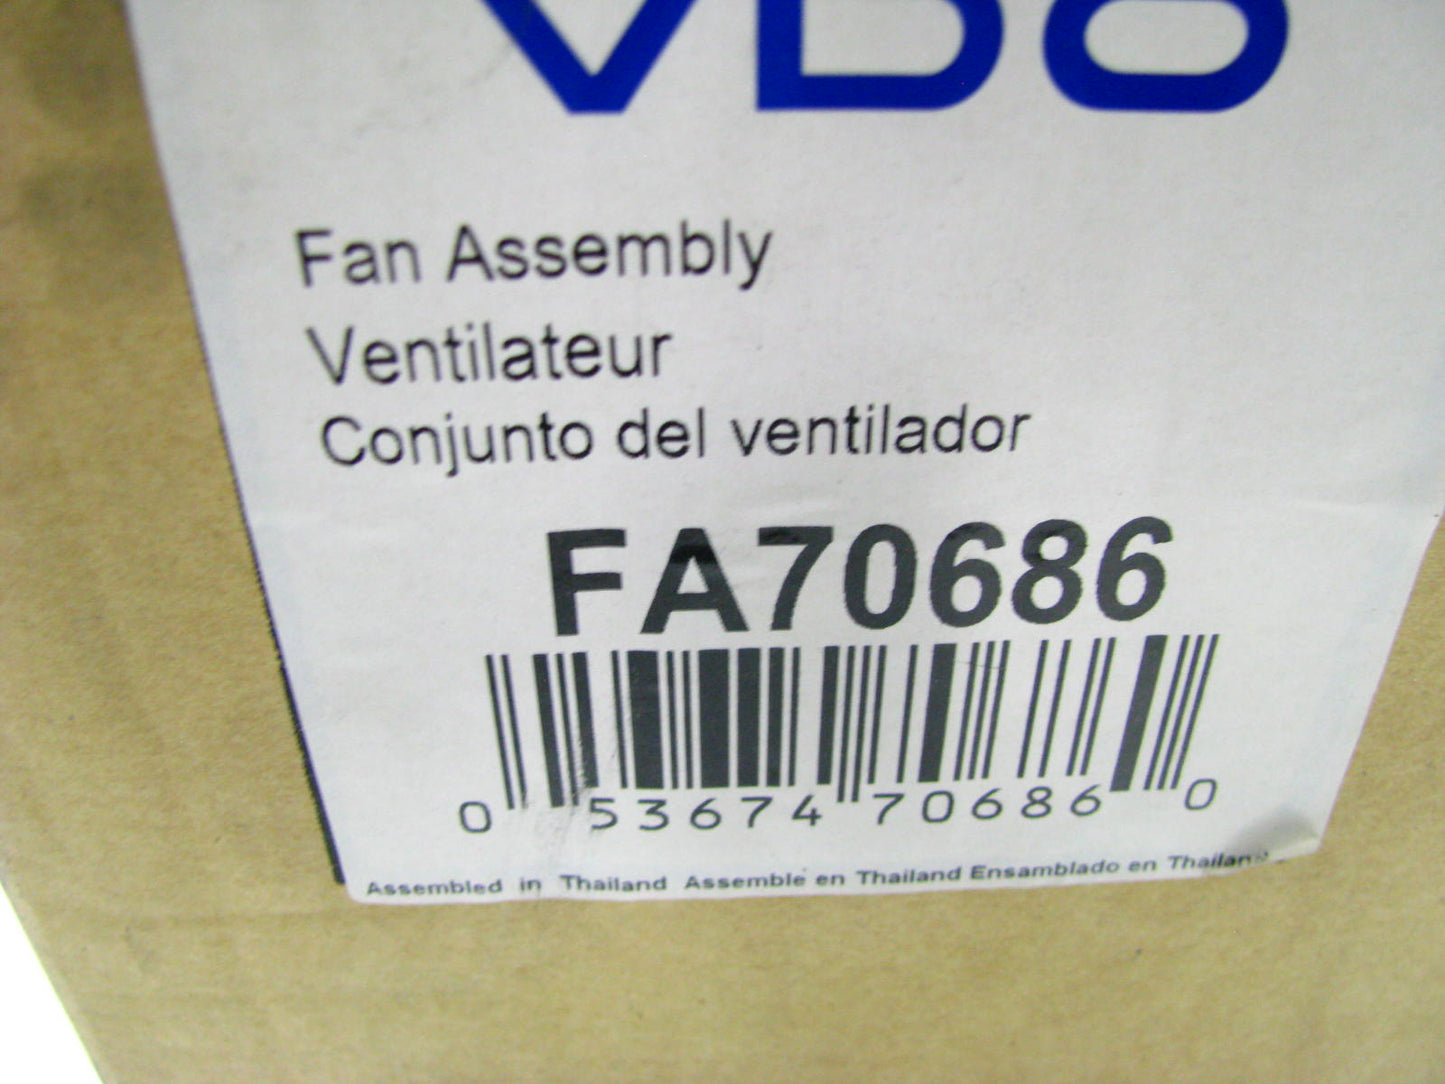 VDO
Fan Assembly
Ventilateur
Conjunto del ventilador
FA70686
0 53674 70686 0
Assembled in Thailand Assemble en Thailand Ensamblado en Thailand